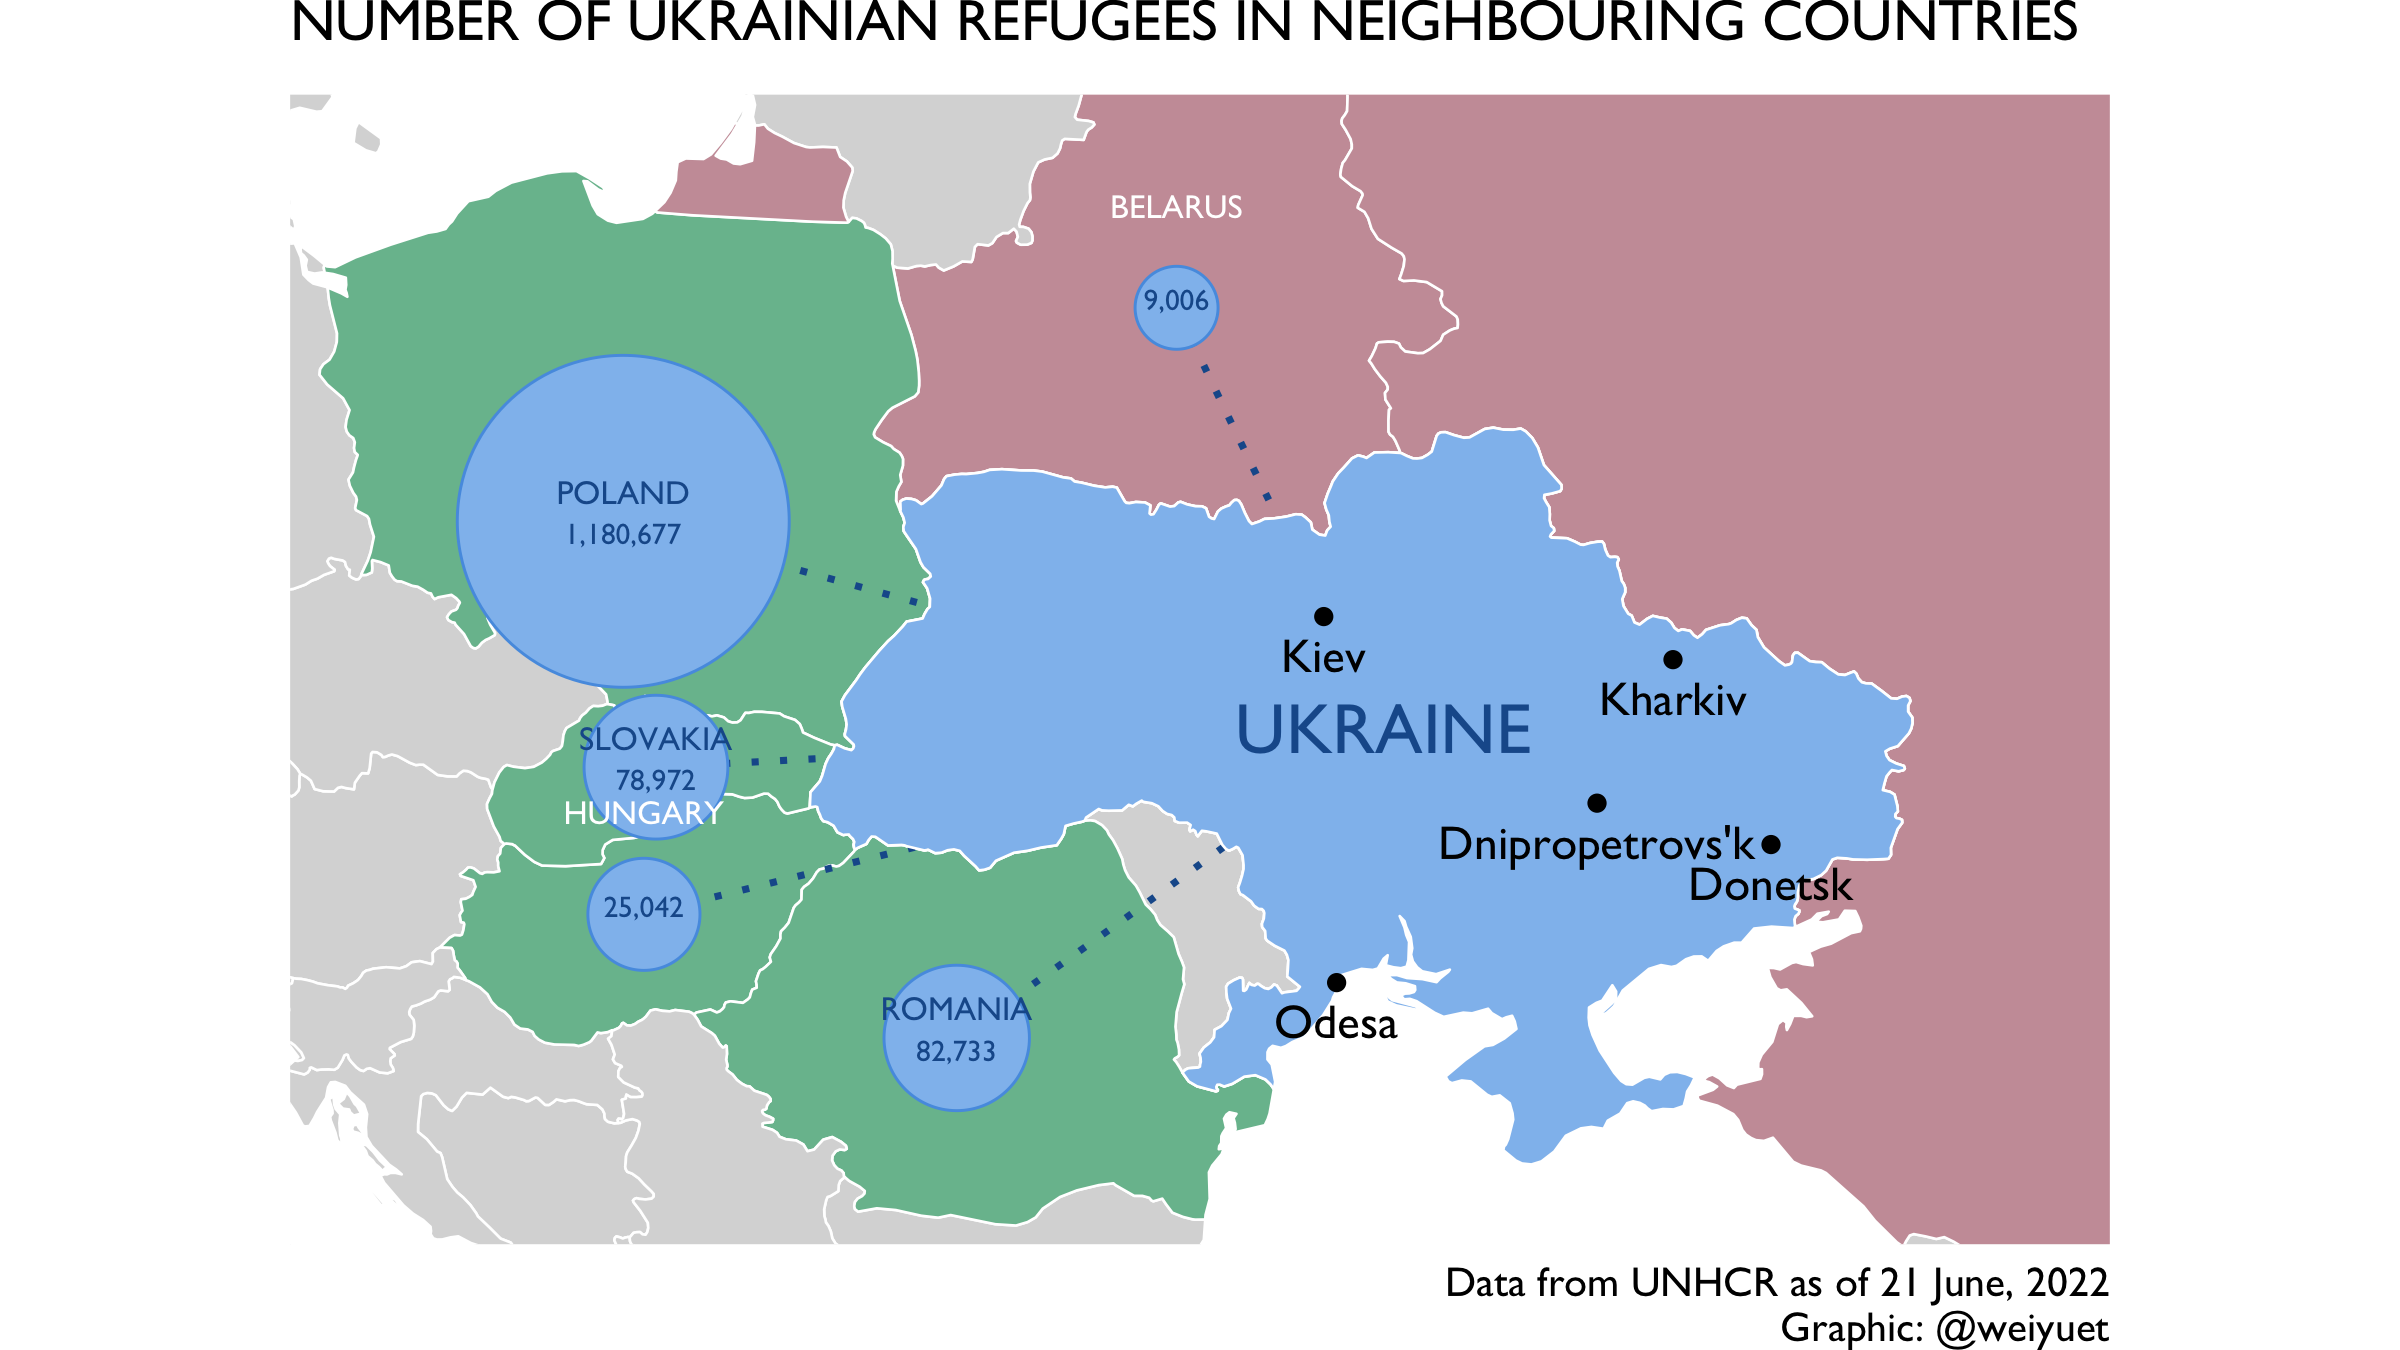 NUMBER OF UKRAINIAN REFUGEES IN NEIGHBOURING COUNTRIES
BELARUS
9,006
POLAND
1,180,677
Kiev
Kharkiv
UKRAINE
SLOVAKIA
78,972
HUNGARY
25,042
Dnipropetrovs'k
Donetsk
ROMANIA
82,733
Odesa
Data from UNHCR as of 21 June, 2022
Graphic: @weiyuet